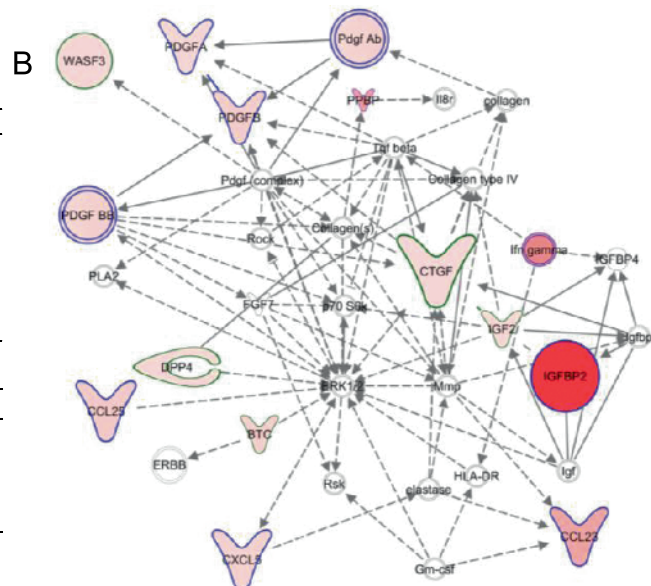 B
WASF3
PDGFA
Pdgf Ab
PDGFB
PPBP
Il8r
collagen
Tgf beta
Pdgf (complex)
Collagen type IV
PDGF BB
Rock
Collagen(s)
CTGF
Ifn gamma
IGFBP4
PLA2
FGF7
p70 S6k
IGF2
Igfbp
DPP4
ERK1/2
Mmp
IGFBP2
CCL25
BTC
ERBB
Rsk
elastase
HLA-DR
Igf
CXCL5
Gm-csf
CCL23